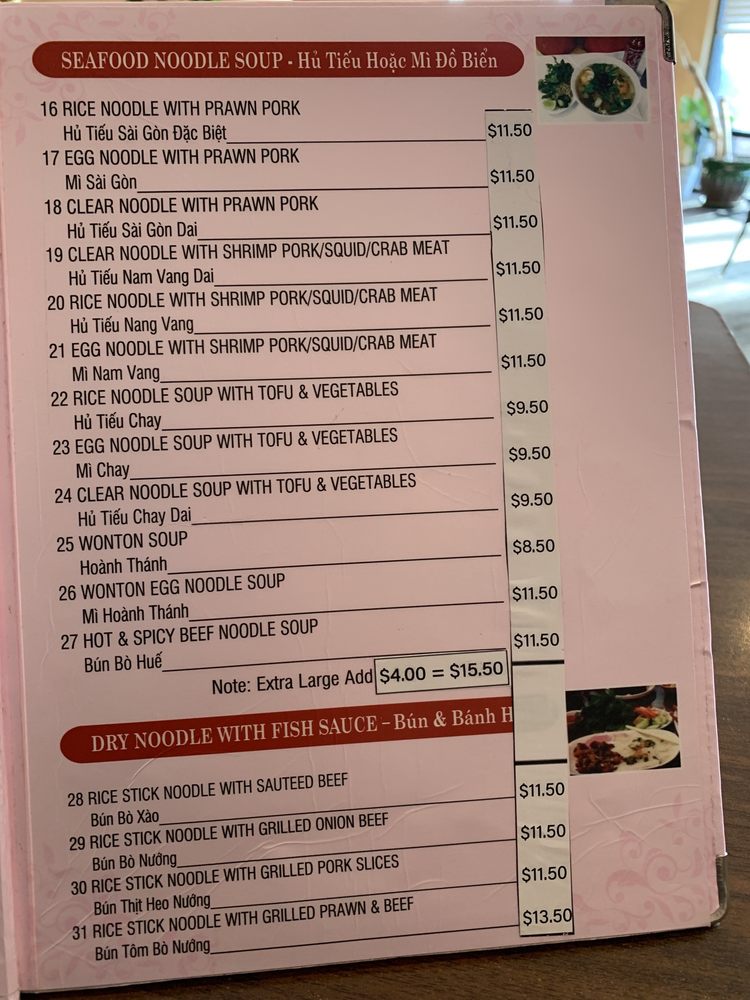 SEAFOOD NOODLE SOUP - Hủ Tiếu Hoặc Mì Đồ Biển
16 RICE NOODLE WITH PRAWN PORK
Hủ Tiếu Sài Gòn Đặc Biệt $11.50
17 EGG NOODLE WITH PRAWN PORK
Mì Sài Gòn $11.50
18 CLEAR NOODLE WITH PRAWN PORK
Hủ Tiếu Sài Gòn Dai $11.50
19 CLEAR NOODLE WITH SHRIMP PORK/SQUID/CRAB MEAT
Hủ Tiếu Nam Vang Dai $11.50
20 RICE NOODLE WITH SHRIMP PORK/SQUID/CRAB MEAT
Hủ Tiếu Nang Vang $11.50
21 EGG NOODLE WITH SHRIMP PORK/SQUID/CRAB MEAT
Mì Nam Vang $11.50
22 RICE NOODLE SOUP WITH TOFU & VEGETABLES
Hủ Tiếu Chay $9.50
23 EGG NOODLE SOUP WITH TOFU & VEGETABLES
Mì Chay $9.50
24 CLEAR NOODLE SOUP WITH TOFU & VEGETABLES
Hủ Tiếu Chay Dai $9.50
25 WONTON SOUP
Hoành Thánh $8.50
26 WONTON EGG NOODLE SOUP
Mì Hoành Thánh $11.50
27 HOT & SPICY BEEF NOODLE SOUP
Bún Bò Huế $11.50
Note: Extra Large Add $4.00 = $15.50
DRY NOODLE WITH FISH SAUCE – Bún & Bánh H
28 RICE STICK NOODLE WITH SAUTEED BEEF
Bún Bò Xào $11.50
29 RICE STICK NOODLE WITH GRILLED ONION BEEF
Bún Bò Nướng $11.50
30 RICE STICK NOODLE WITH GRILLED PORK SLICES
Bún Thịt Heo Nướng $11.50
31 RICE STICK NOODLE WITH GRILLED PRAWN & BEEF
Bún Tôm Bò Nướng $13.50